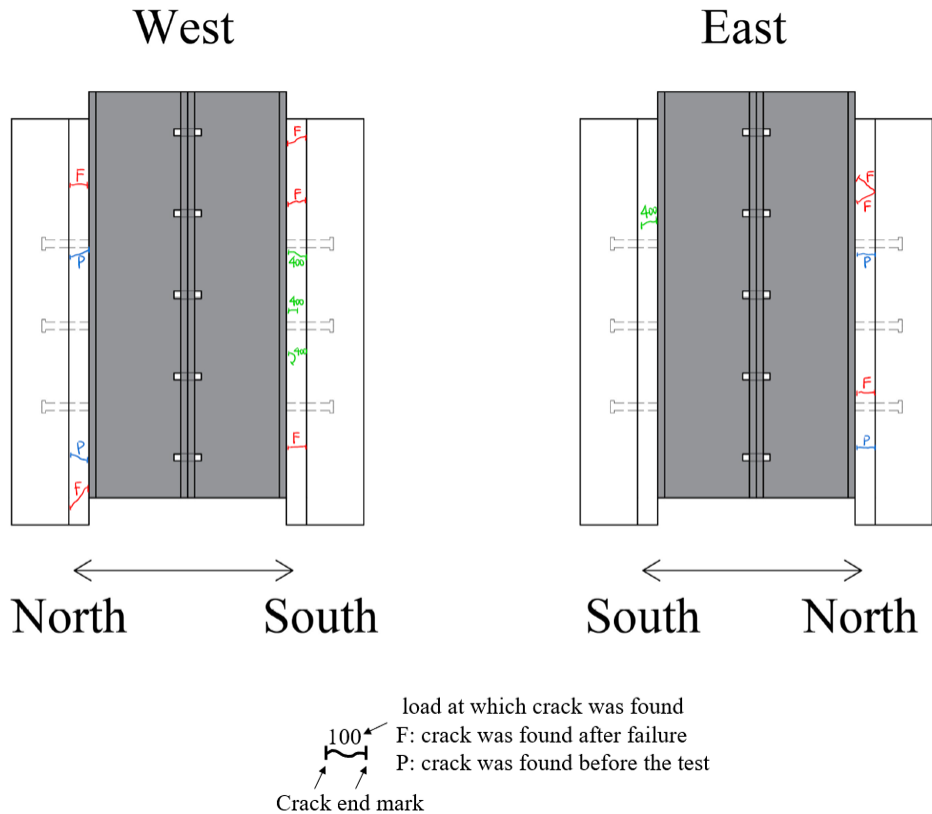 West
East
F
F
F
P
400
400
400
P
F
F
400
F
F
P
F
P
North
South
South
North
load at which crack was found
100
F: crack was found after failure
P: crack was found before the test
Crack end mark